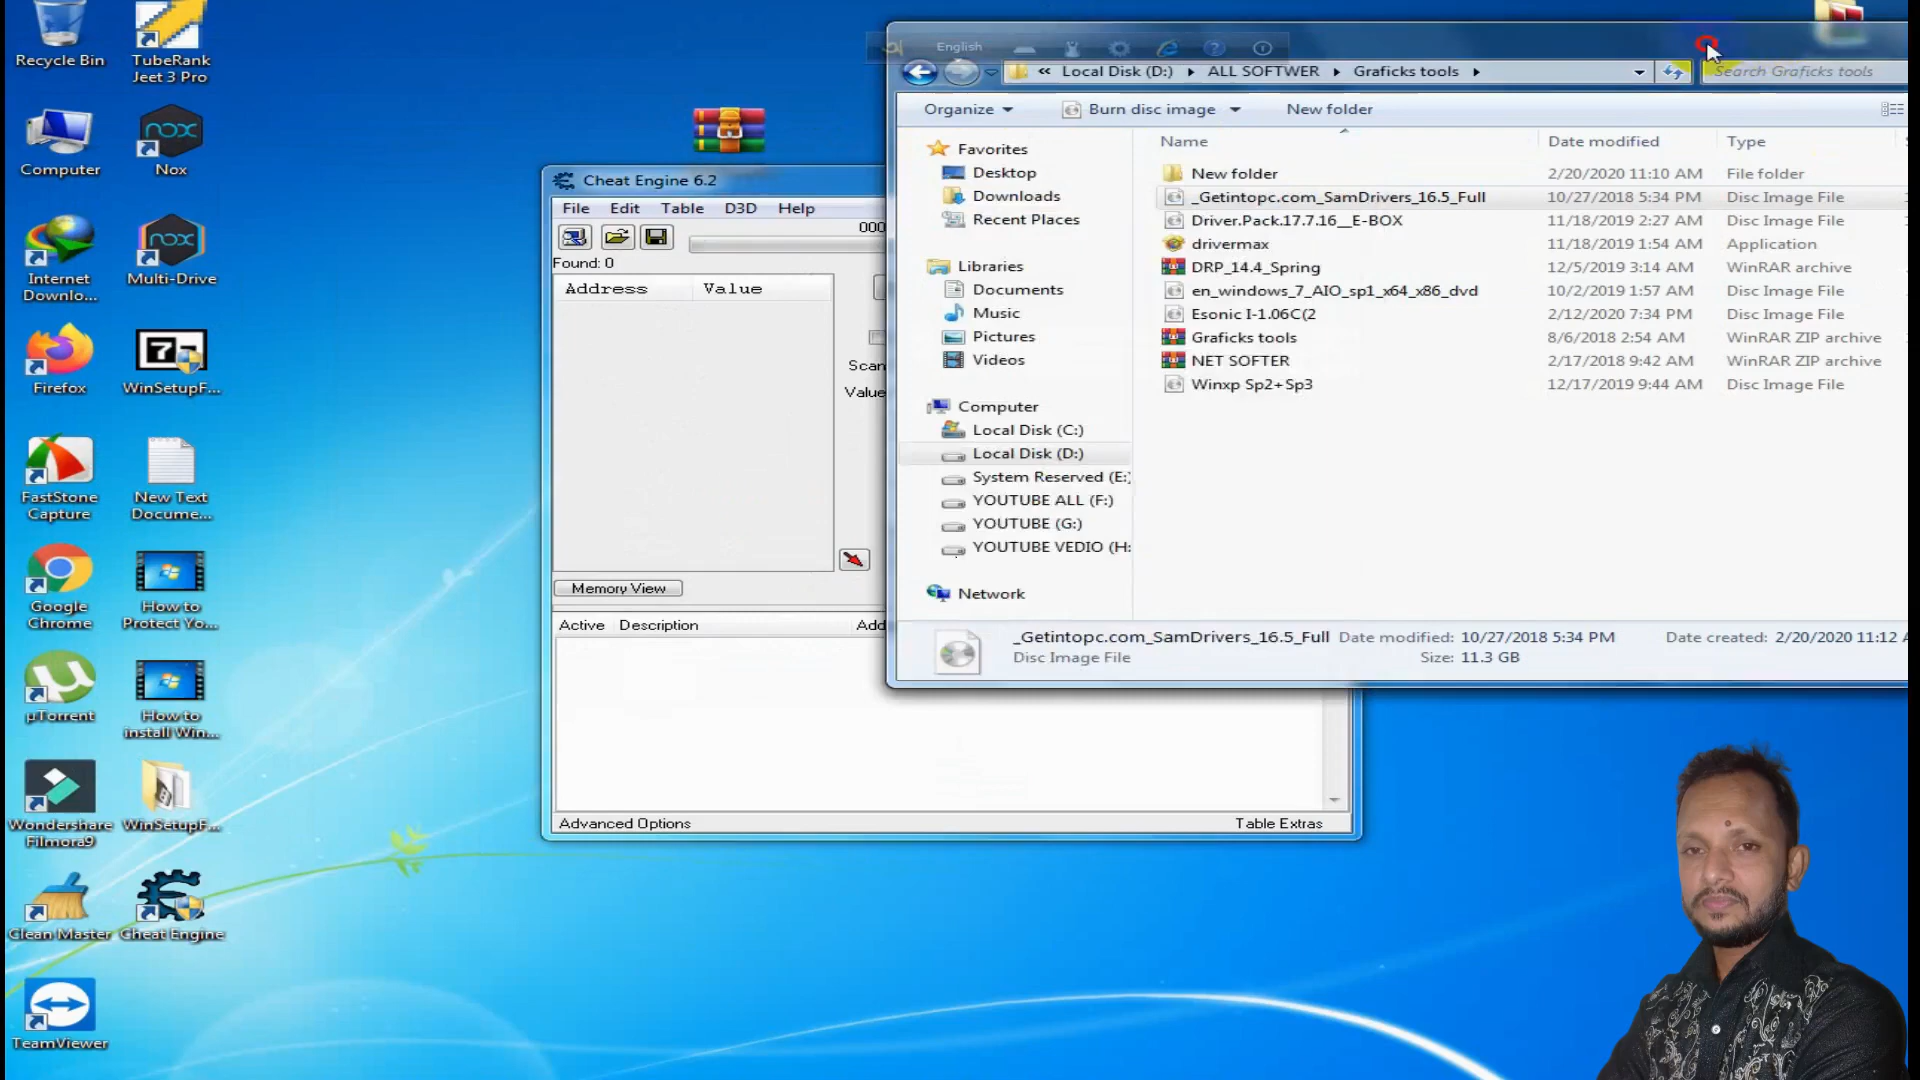 Recycle Bin
TubeRank
Jeet 3 Pro
Computer
Nox
Internet
Downlo...
Multi-Drive
Firefox
WinSetupF...
FastStone
Capture
New Text
Docume...
Google
Chrome
How to
Protect Yo...
µTorrent
How to
install Win...
Wondershare
Filmora9
WinSetupF...
Clean Master
Cheat Engine
TeamViewer
Cheat Engine 6.2
File Edit Table D3D Help
000
Found: 0
Address Value
Scan
Value
Memory View
Active Description Add
Advanced Options
Table Extras
English
« Local Disk (D:) ALL SOFTWER Graficks tools
Search Graficks tools
Organize Burn disc image New folder
Favorites
Desktop
Downloads
Recent Places
Libraries
Documents
Music
Pictures
Videos
Computer
Local Disk (C:)
Local Disk (D:)
System Reserved (E:)
YOUTUBE ALL (F:)
YOUTUBE (G:)
YOUTUBE VEDIO (H:
Network
Name Date modified Type
New folder 2/20/2020 11:10 AM File folder
_Getintopc.com_SamDrivers_16.5_Full 10/27/2018 5:34 PM Disc Image File
Driver.Pack.17.7.16__E-BOX 11/18/2019 2:27 AM Disc Image File
drivermax 11/18/2019 1:54 AM Application
DRP_14.4_Spring 12/5/2019 3:14 AM WinRAR archive
en_windows_7_AIO_sp1_x64_x86_dvd 10/2/2019 1:57 AM Disc Image File
Esonic I-1.06C(2 2/12/2020 7:34 PM Disc Image File
Graficks tools 8/6/2018 2:54 AM WinRAR ZIP archive
NET SOFTER 2/17/2018 9:42 AM WinRAR ZIP archive
Winxp Sp2+Sp3 12/17/2019 9:44 AM Disc Image File
_Getintopc.com_SamDrivers_16.5_Full Date modified: 10/27/2018 5:34 PM Date created: 2/20/2020 11:12 A
Disc Image File Size: 11.3 GB